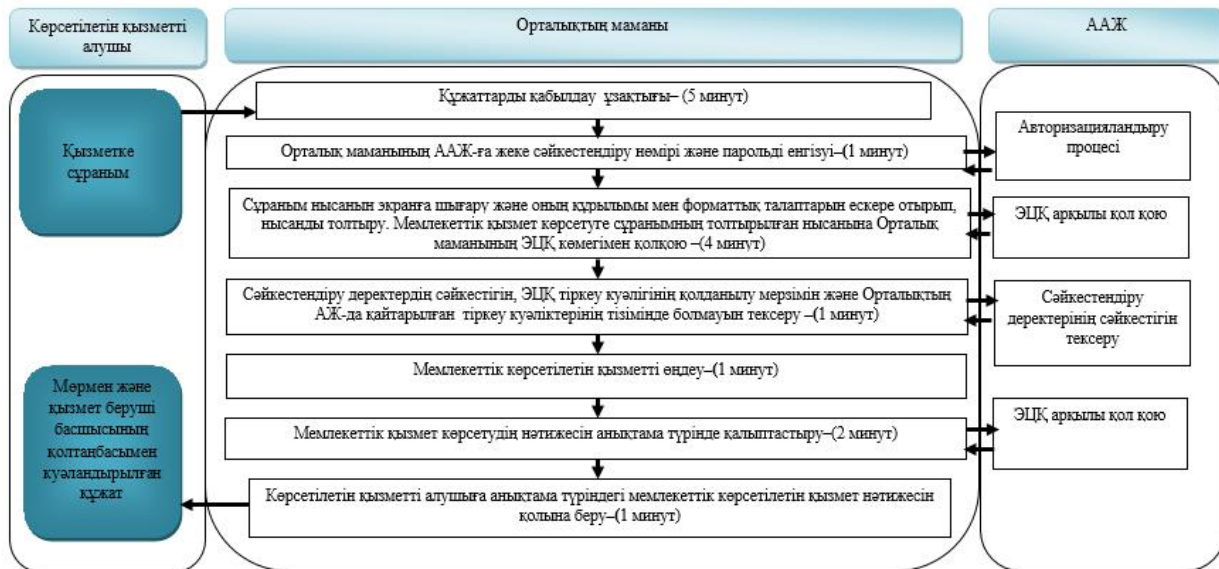 Көрсетілетін қызметті
алушы
Орталықтың маманы
ААЖ
Қызметке
сұраным
Құжаттарды қабылдау ұзақтығы– (5 минут)
Орталық маманының ААЖ-ға жеке сәйкестендіру нөмірі және парольді енгізуі–(1 минут)
Авторизацияландыру
процесі
Сұраным нысанын экранға шығару және оның құрылымы мен форматтық талаптарын ескере отырып,
нысанды толтыру. Мемлекеттік қызмет көрсетуге сұранымның толтырылған нысанына Орталық
маманының ЭЦҚ көмегімен қолқою –(4 минут)
ЭЦҚ арқылы қол қою
Сәйкестендіру деректердің сәйкестігін, ЭЦҚ тіркеу куәлігінің қолданылу мерзімін және Орталықтың
АЖ-да қайтарылған тіркеу куәліктерінің тізімінде болмауын тексеру –(1 минут)
Сәйкестендіру
деректерінің сәйкестігін
тексеру
Мемлекеттік көрсетілетін қызметті өңдеу–(1 минут)
Мемлекеттік қызмет көрсетудің нәтижесін анықтама түрінде қалыптастыру–(2 минут)
ЭЦҚ арқылы қол қою
Көрсетілетін қызметті алушыға анықтама түріндегі мемлекеттік көрсетілетін қызмет нәтижесін
қолына беру–(1 минут)
Мөрмен және
қызмет беруші
басшысының
қолтанбасымен
куәландырылған
құжат